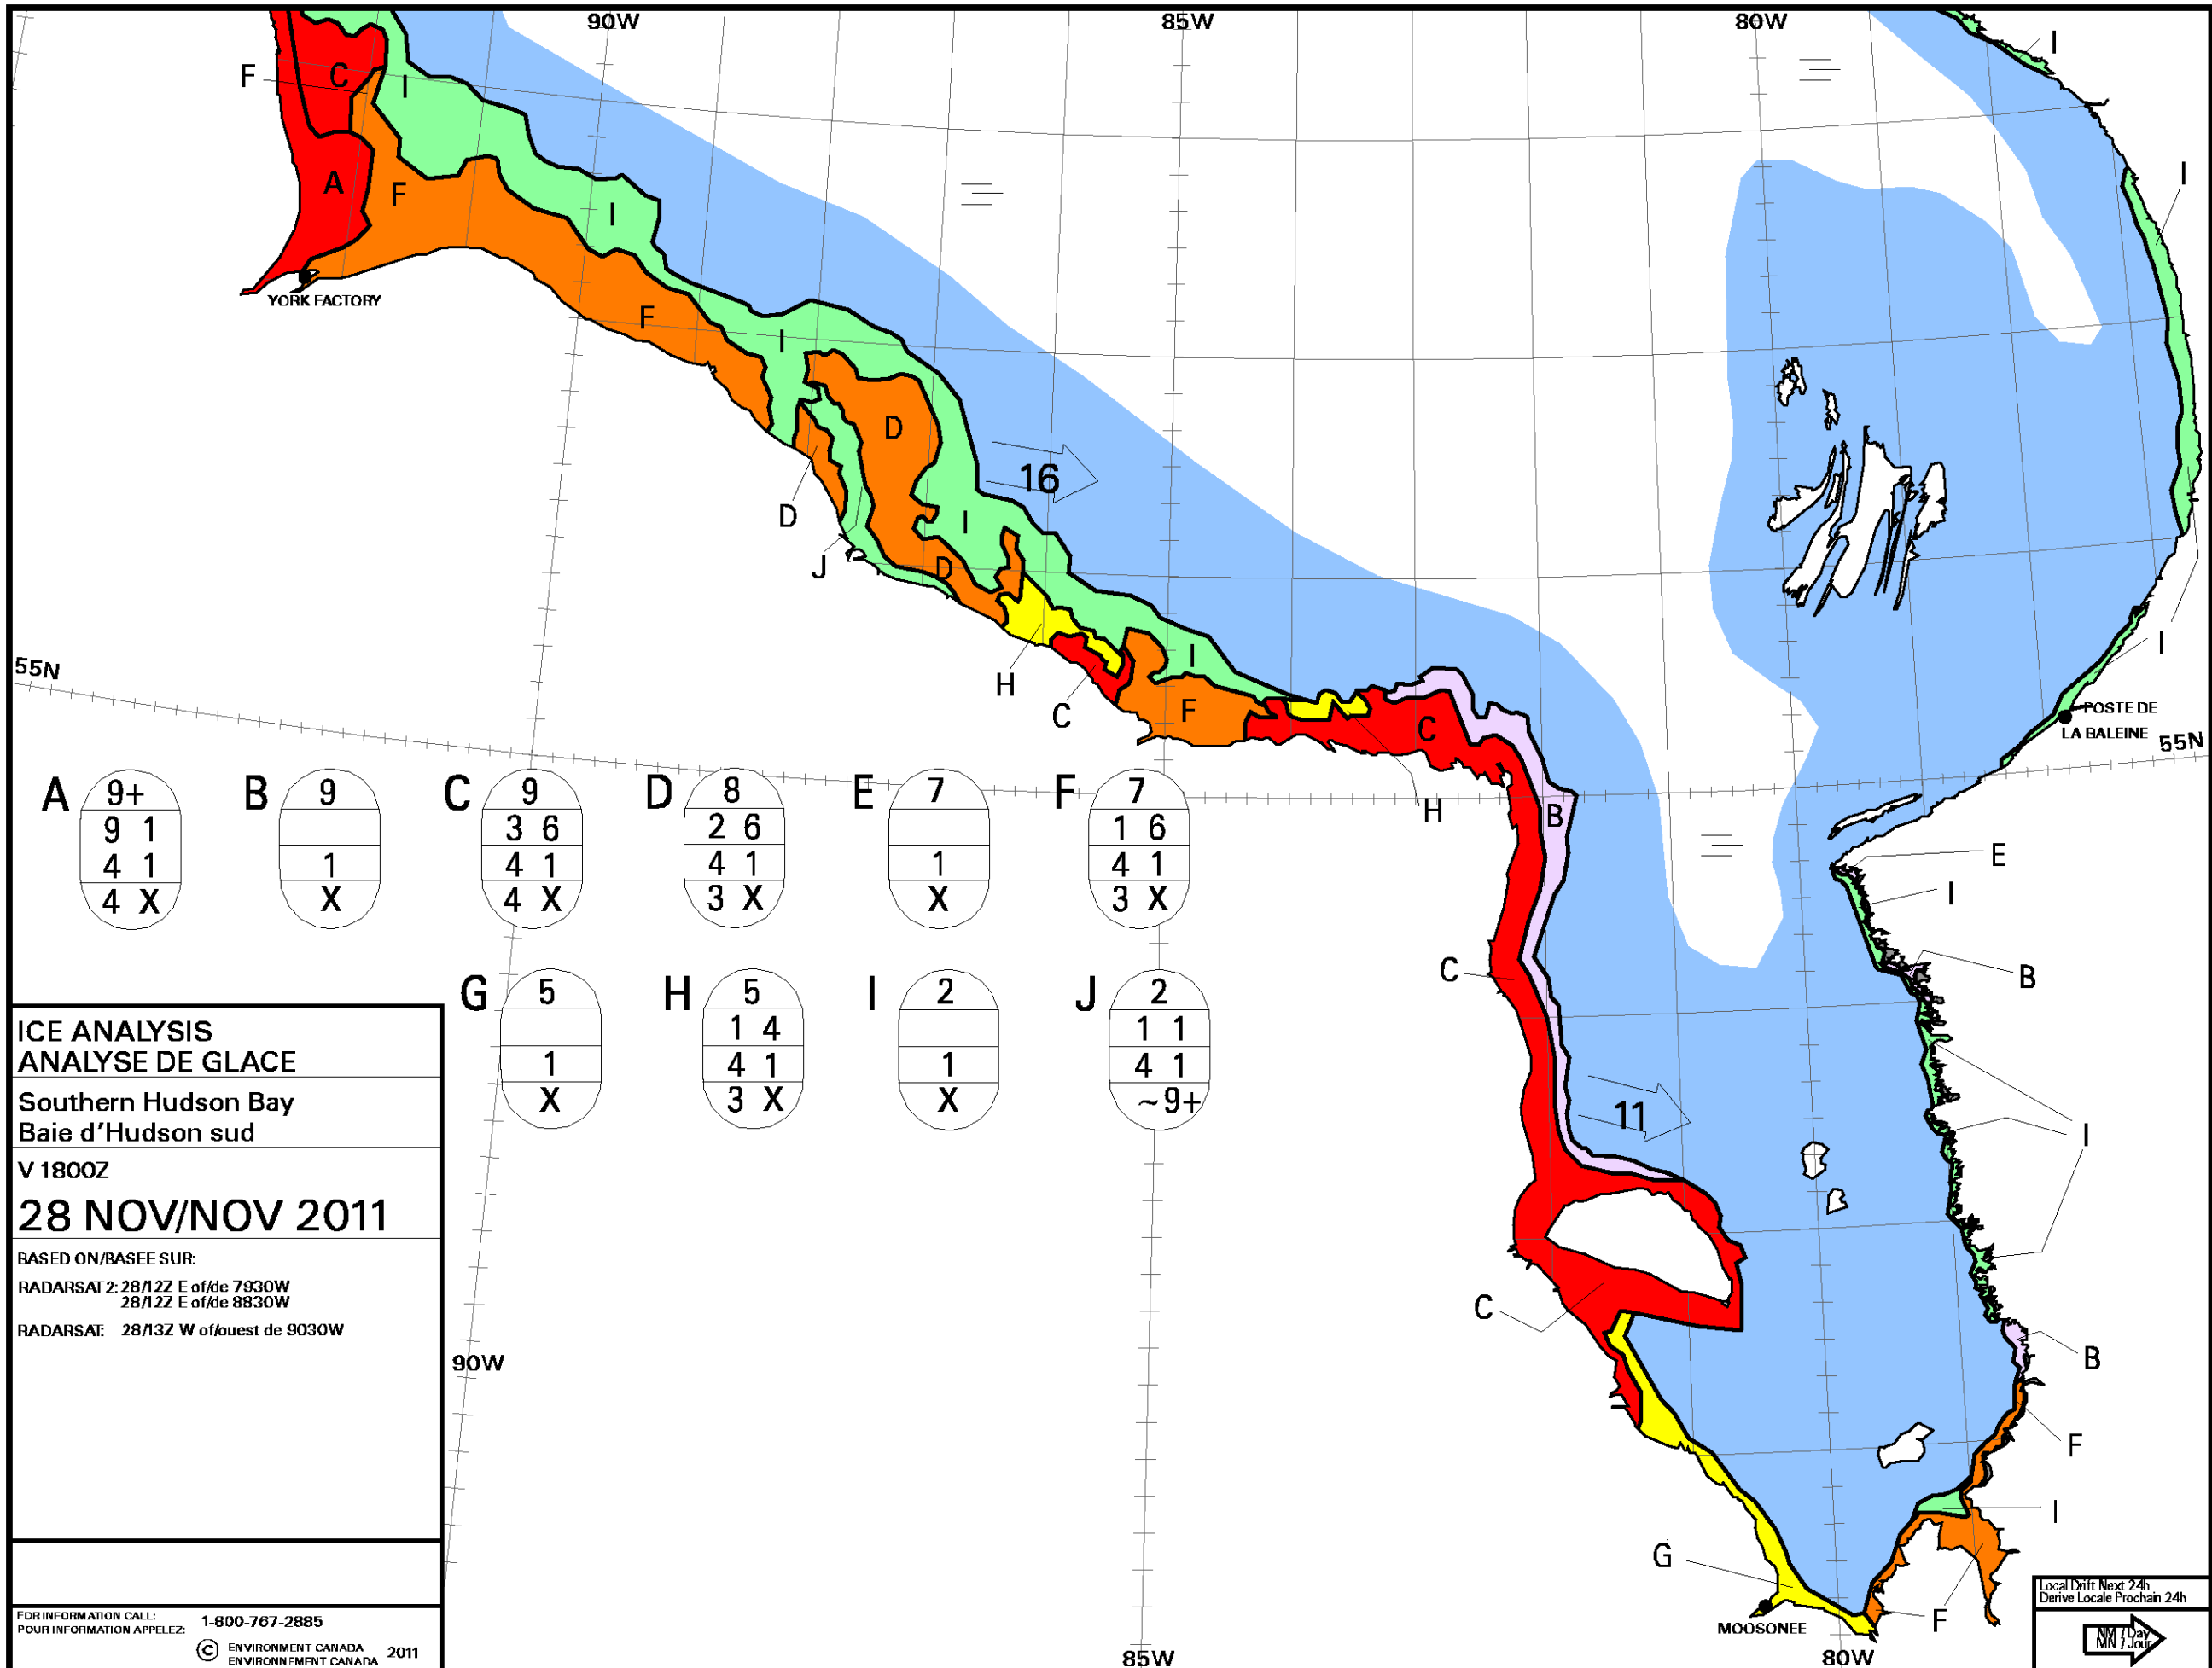 90W
85W
80W
F
C
I
I
A
F
I
I
YORK FACTORY
F
I
D
16
D
I
J
D
55N
H
I
C
F
C
I
POSTE DE
LA BALEINE
55N
H
B
E
I
A
9+
9 1
4 1
4 X
B
9
1
X
C
9
3 6
4 1
4 X
D
8
2 6
4 1
3 X
E
7
1
X
F
7
1 6
4 1
3 X
C
B
G
5
1
X
H
5
1 4
4 1
3 X
I
2
1
X
J
2
1 1
4 1
~9+
11
I
C
B
F
I
G
F
MOOSONEE
90W
85W
80W
ICE ANALYSIS
ANALYSE DE GLACE
Southern Hudson Bay
Baie d'Hudson sud
V 1800Z
28 NOV/NOV 2011
BASED ON/BASEE SUR:
RADARSAT 2: 28/12Z E of/de 7930W
28/12Z E of/de 8830W
RADARSAT: 28/13Z W of/ouest de 9030W
FOR INFORMATION CALL: 1-800-767-2885
POUR INFORMATION APPELEZ:
© ENVIRONMENT CANADA 2011
ENVIRONNEMENT CANADA
Local Drift Next 24h
Derive Locale Prochain 24h
NM / Day
MN / Jour